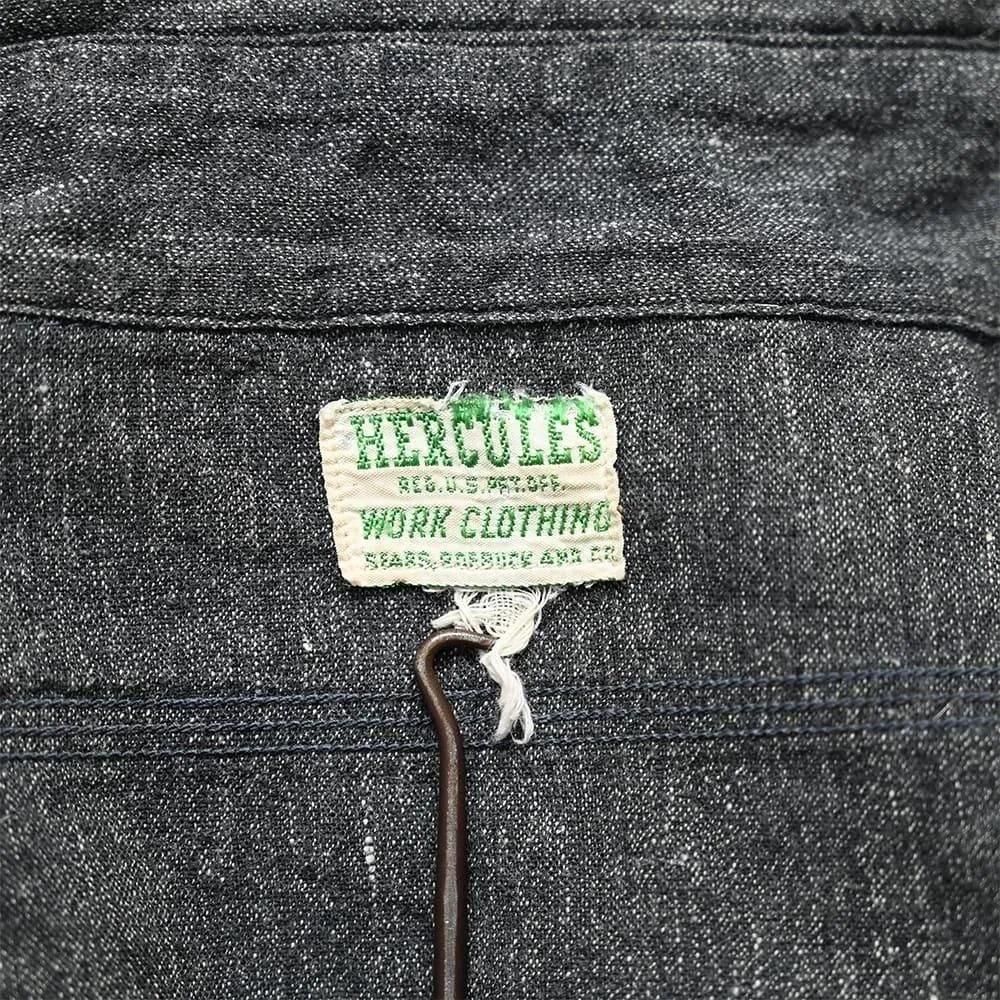 HERCULES
REG.U.S.PAT.OFF.
WORK CLOTHING
SEARS, ROEBUCK AND CO